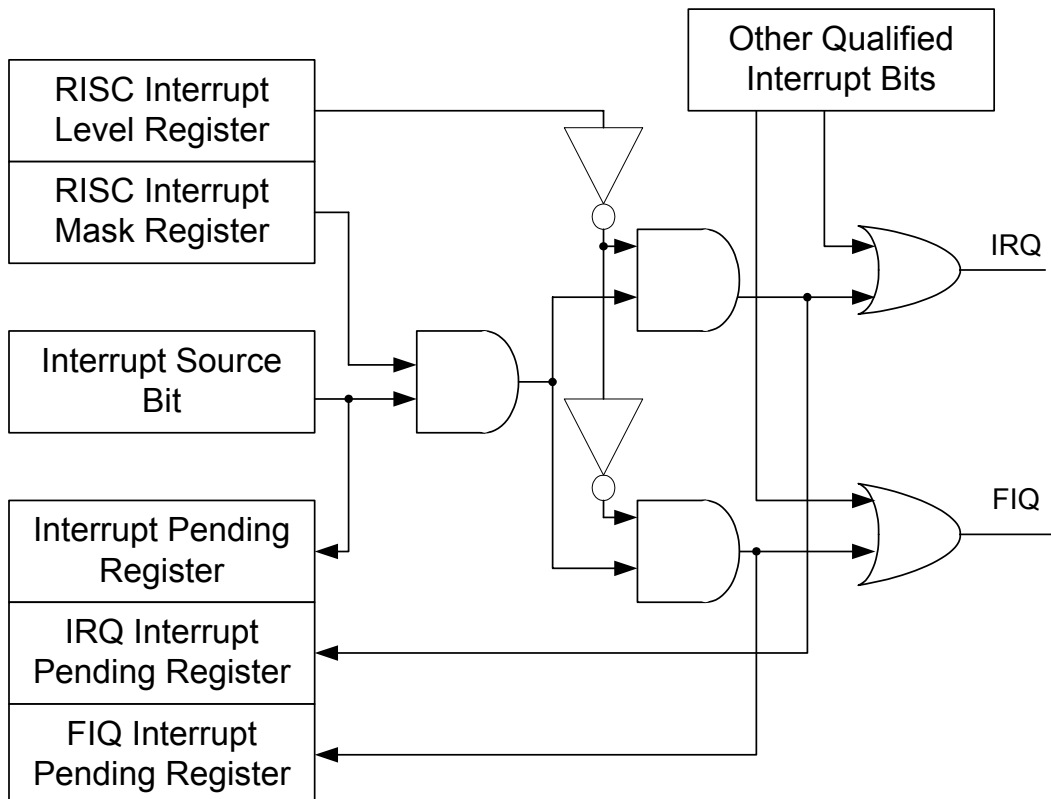 Other Qualified
Interrupt Bits
RISC Interrupt
Level Register
RISC Interrupt
Mask Register
IRQ
Interrupt Source
Bit
FIQ
Interrupt Pending
Register
IRQ Interrupt
Pending Register
FIQ Interrupt
Pending Register